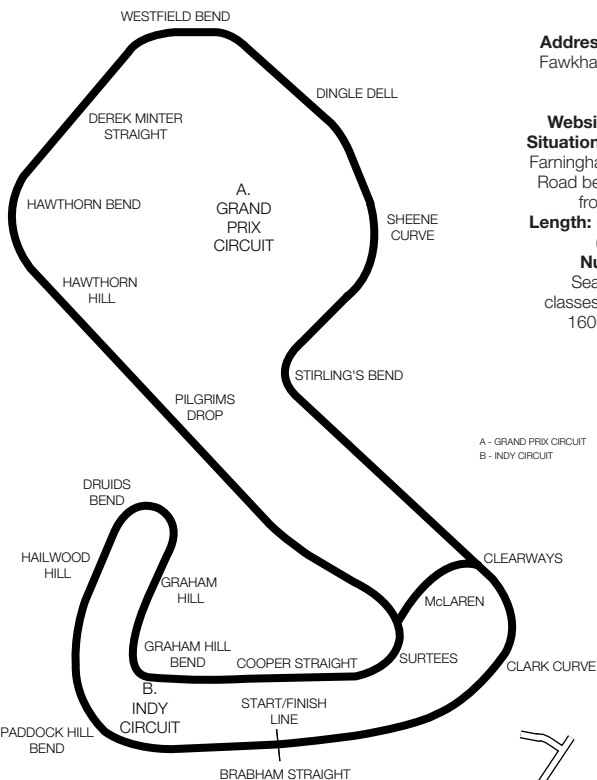 WESTFIELD BEND
DINGLE DELL
DEREK MINTER
STRAIGHT
HAWTHORN BEND
A.
GRAND
PRIX
CIRCUIT
SHEENE
CURVE
HAWTHORN
HILL
STIRLING'S BEND
PILGRIMS
DROP
A - GRAND PRIX CIRCUIT
B - INDY CIRCUIT
DRUIDS
BEND
HAILWOOD
HILL
GRAHAM
HILL
CLEARWAYS
McLAREN
GRAHAM HILL
BEND
COOPER STRAIGHT
SURTEES
CLARK CURVE
B.
INDY
CIRCUIT
START/FINISH
LINE
PADDOCK HILL
BEND
BRABHAM STRAIGHT
Addres
Fawkha
Websi
Situation
Farningha
Road be
fro
Length:
(
Nu
Sea
classes
160